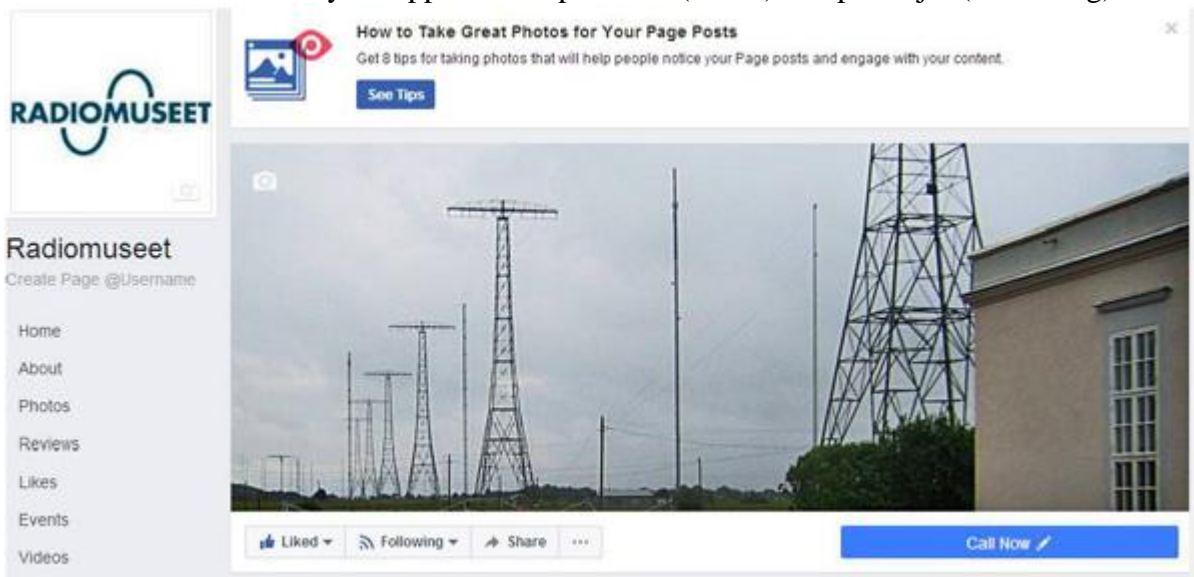 How to Take Great Photos for Your Page Posts
Get 8 tips for taking photos that will help people notice your Page posts and engage with your content.
See Tips
RADIOMUSEET
Radiomuseet
Create Page @Username
Home
About
Photos
Reviews
Likes
Events
Videos
Liked
Following
Share
Call Now